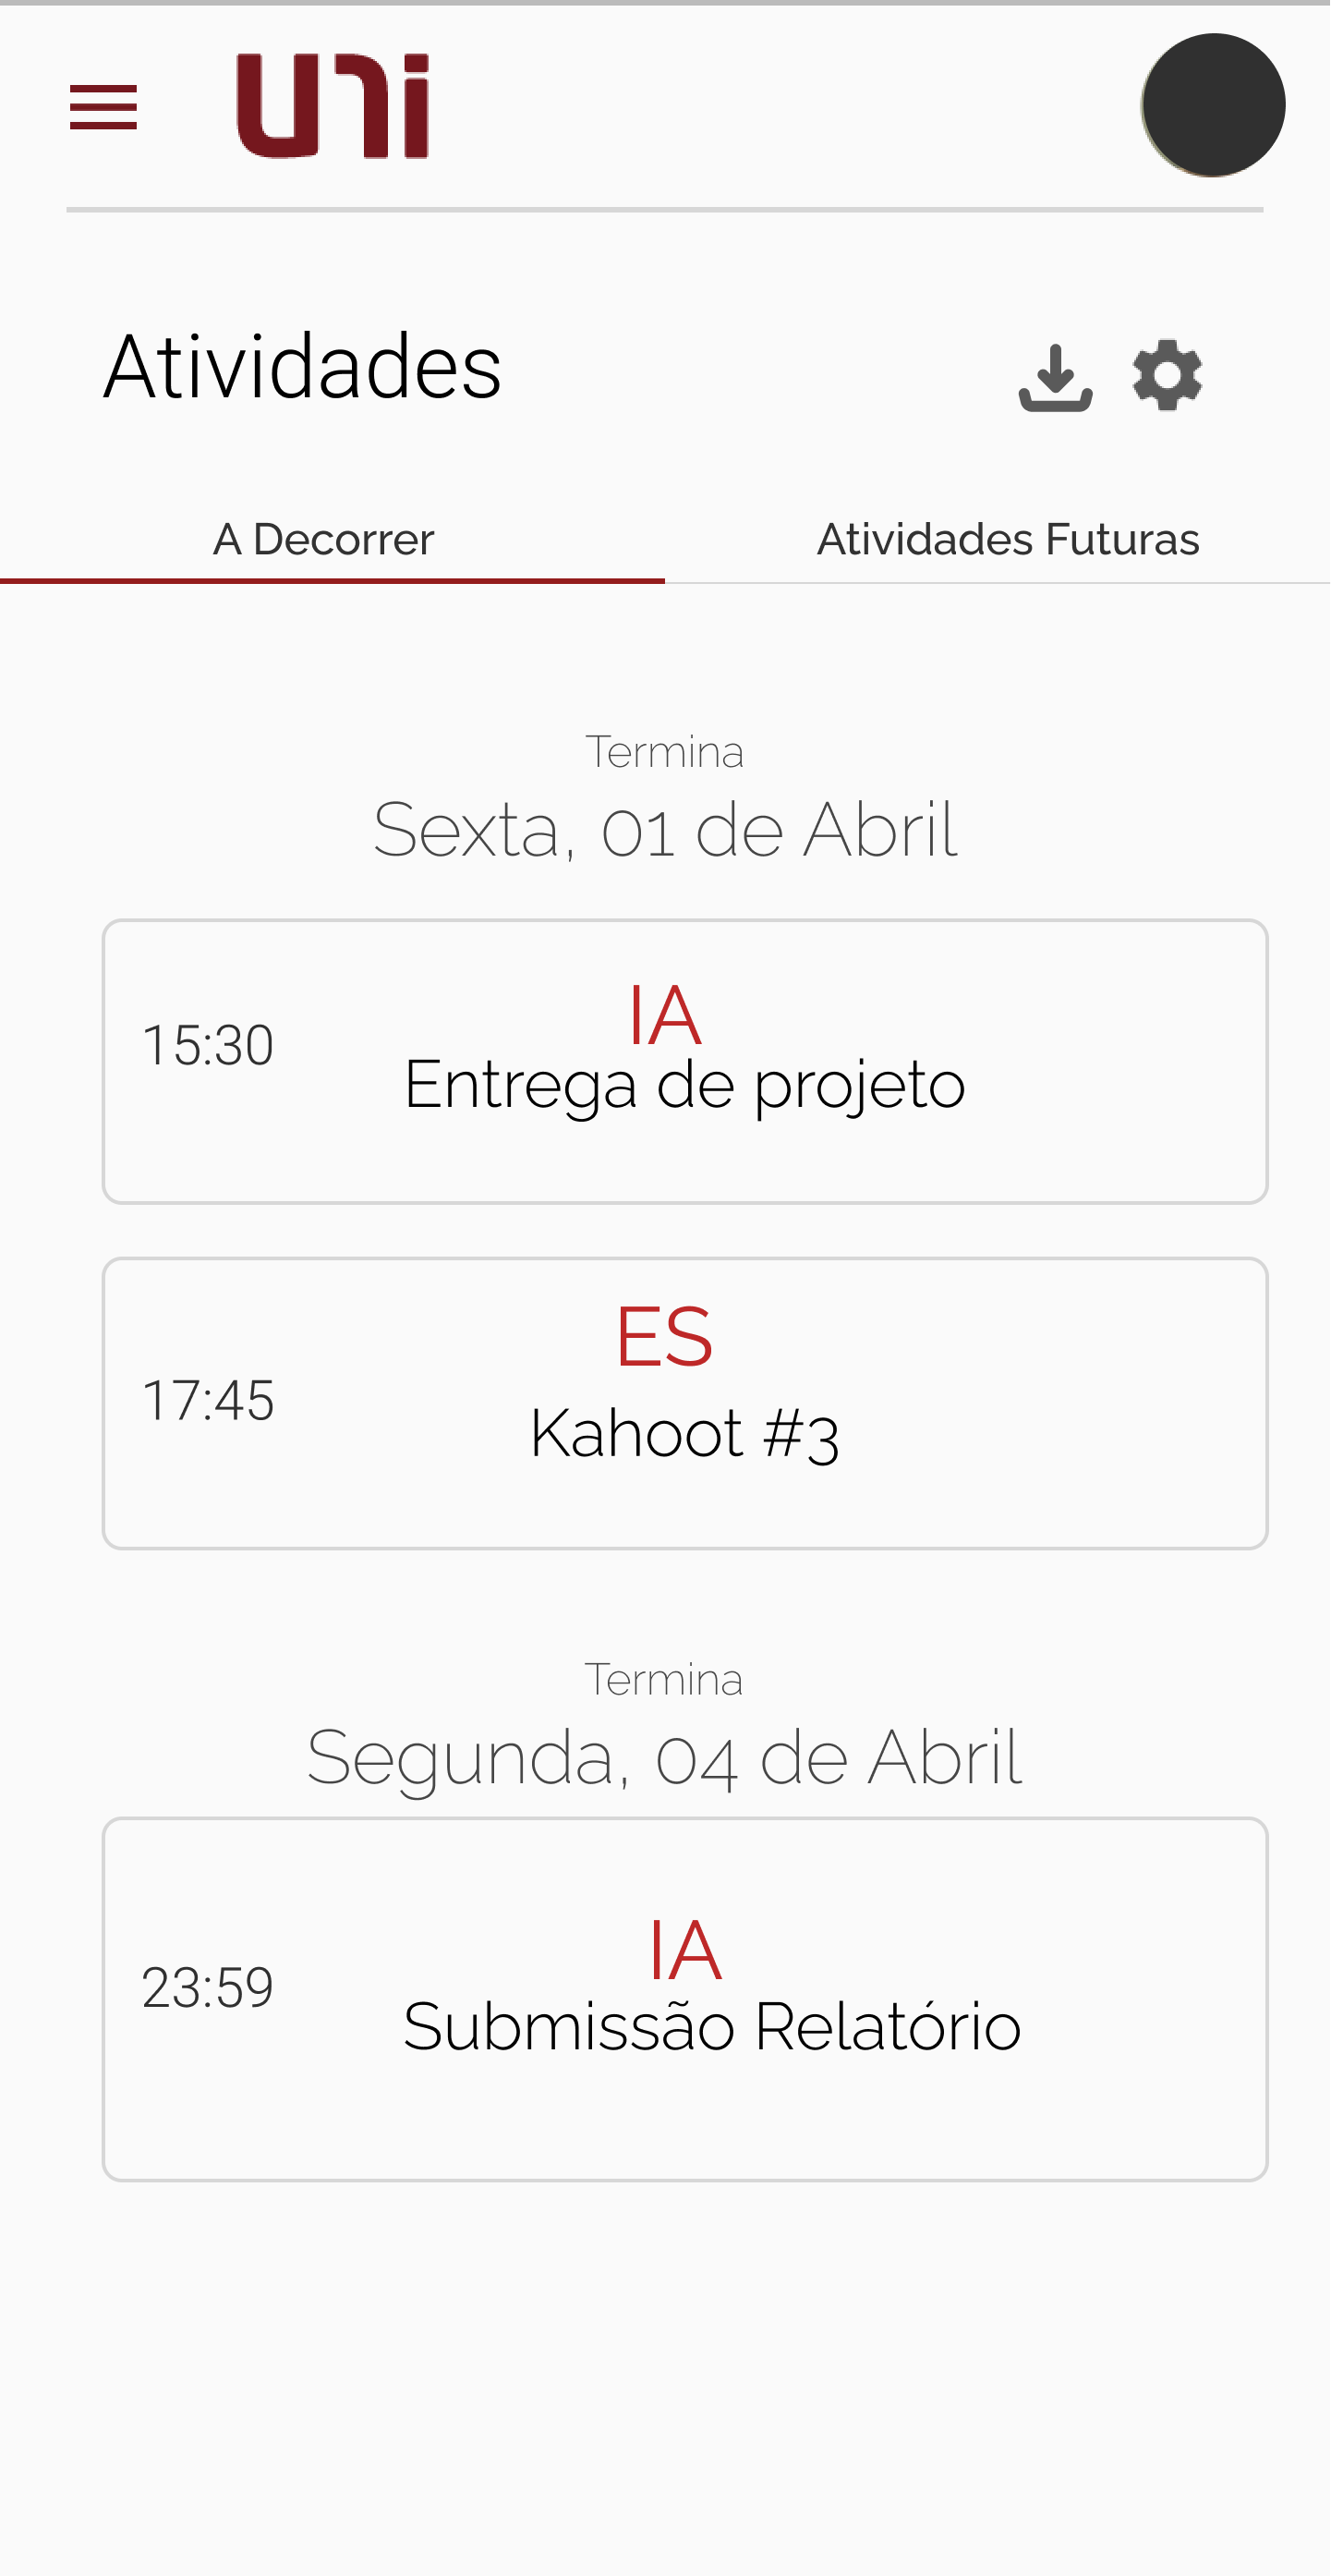 uni
Atividades
A Decorrer
Atividades Futuras
Termina
Sexta, 01 de Abril
15:30
IA
Entrega de projeto
17:45
ES
Kahoot #3
Termina
Segunda, 04 de Abril
23:59
IA
Submissão Relatório